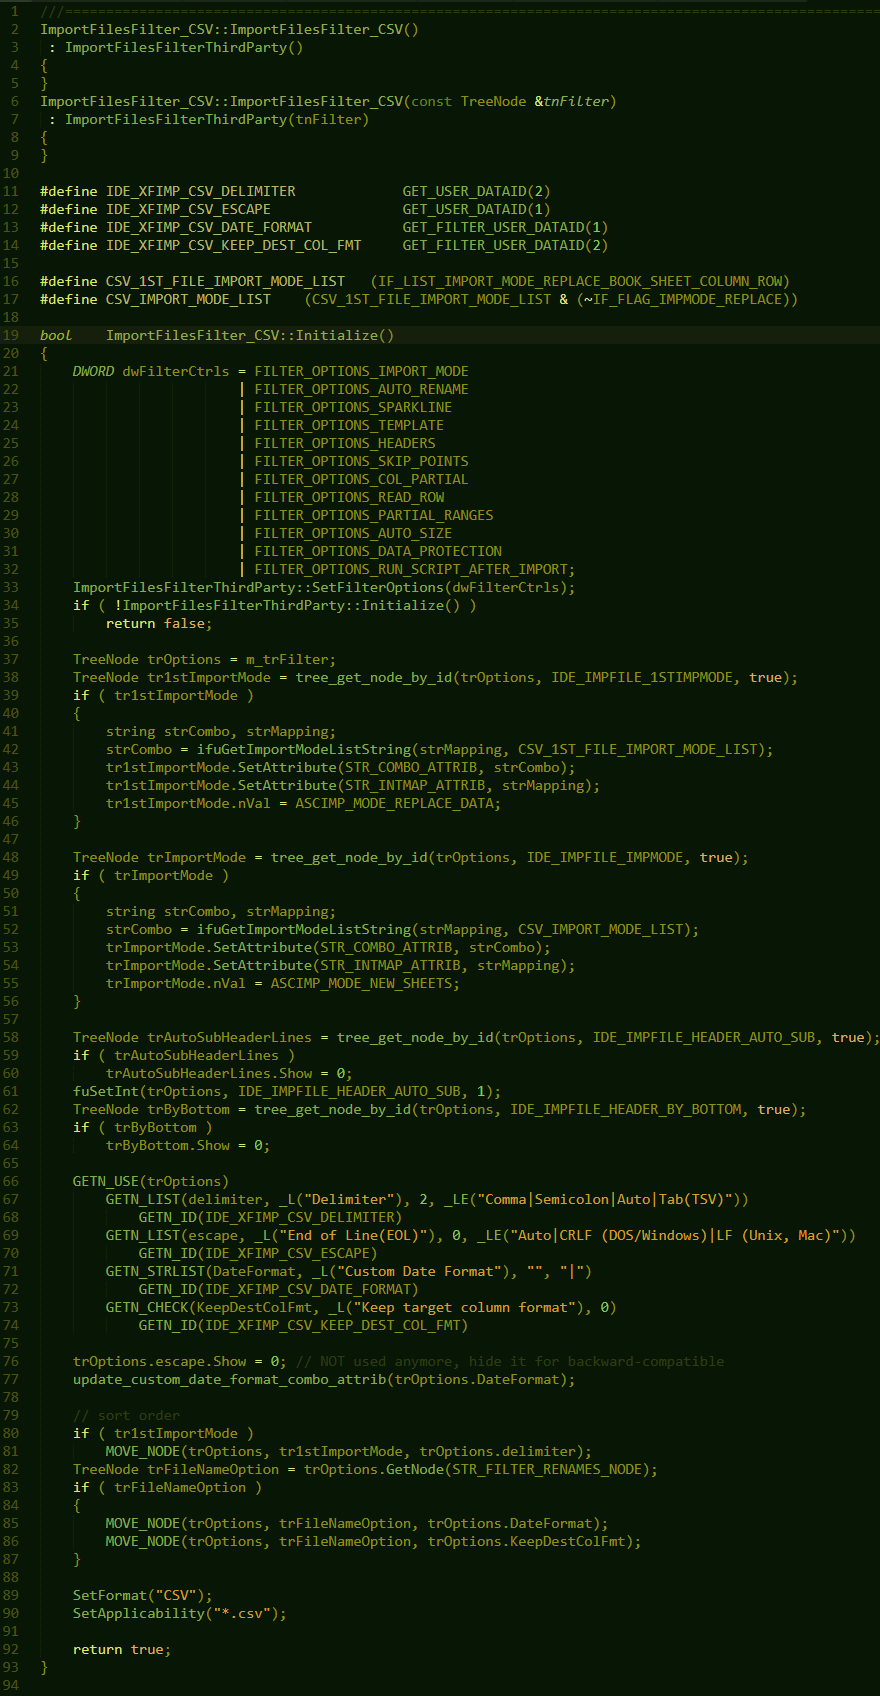 1 ///====================================================================================================
2 ImportFilesFilter_CSV::ImportFilesFilter_CSV()
3  : ImportFilesFilterThirdParty()
4 {
5 }
6 ImportFilesFilter_CSV::ImportFilesFilter_CSV(const TreeNode &tnFilter)
7  : ImportFilesFilterThirdParty(tnFilter)
8 {
9 }
10
11 #define IDE_XFIMP_CSV_DELIMITER             GET_USER_DATAID(2)
12 #define IDE_XFIMP_CSV_ESCAPE                GET_USER_DATAID(1)
13 #define IDE_XFIMP_CSV_DATE_FORMAT           GET_FILTER_USER_DATAID(1)
14 #define IDE_XFIMP_CSV_KEEP_DEST_COL_FMT     GET_FILTER_USER_DATAID(2)
15
16 #define CSV_1ST_FILE_IMPORT_MODE_LIST   (IF_LIST_IMPORT_MODE_REPLACE_BOOK_SHEET_COLUMN_ROW)
17 #define CSV_IMPORT_MODE_LIST    (CSV_1ST_FILE_IMPORT_MODE_LIST & (~IF_FLAG_IMPMODE_REPLACE))
18
19 bool    ImportFilesFilter_CSV::Initialize()
20 {
21     DWORD dwFilterCtrls = FILTER_OPTIONS_IMPORT_MODE
22                         | FILTER_OPTIONS_AUTO_RENAME
23                         | FILTER_OPTIONS_SPARKLINE
24                         | FILTER_OPTIONS_TEMPLATE
25                         | FILTER_OPTIONS_HEADERS
26                         | FILTER_OPTIONS_SKIP_POINTS
27                         | FILTER_OPTIONS_COL_PARTIAL
28                         | FILTER_OPTIONS_READ_ROW
29                         | FILTER_OPTIONS_PARTIAL_RANGES
30                         | FILTER_OPTIONS_AUTO_SIZE
31                         | FILTER_OPTIONS_DATA_PROTECTION
32                         | FILTER_OPTIONS_RUN_SCRIPT_AFTER_IMPORT;
33     ImportFilesFilterThirdParty::SetFilterOptions(dwFilterCtrls);
34     if ( !ImportFilesFilterThirdParty::Initialize() )
35         return false;
36
37     TreeNode trOptions = m_trFilter;
38     TreeNode tr1stImportMode = tree_get_node_by_id(trOptions, IDE_IMPFILE_1STIMPMODE, true);
39     if ( tr1stImportMode )
40     {
41         string strCombo, strMapping;
42         strCombo = ifuGetImportModeListString(strMapping, CSV_1ST_FILE_IMPORT_MODE_LIST);
43         tr1stImportMode.SetAttribute(STR_COMBO_ATTRIB, strCombo);
44         tr1stImportMode.SetAttribute(STR_INTMAP_ATTRIB, strMapping);
45         tr1stImportMode.nVal = ASCIMP_MODE_REPLACE_DATA;
46     }
47
48     TreeNode trImportMode = tree_get_node_by_id(trOptions, IDE_IMPFILE_IMPMODE, true);
49     if ( trImportMode )
50     {
51         string strCombo, strMapping;
52         strCombo = ifuGetImportModeListString(strMapping, CSV_IMPORT_MODE_LIST);
53         trImportMode.SetAttribute(STR_COMBO_ATTRIB, strCombo);
54         trImportMode.SetAttribute(STR_INTMAP_ATTRIB, strMapping);
55         trImportMode.nVal = ASCIMP_MODE_NEW_SHEETS;
56     }
57
58     TreeNode trAutoSubHeaderLines = tree_get_node_by_id(trOptions, IDE_IMPFILE_HEADER_AUTO_SUB, true);
59     if ( trAutoSubHeaderLines )
60         trAutoSubHeaderLines.Show = 0;
61     fuSetInt(trOptions, IDE_IMPFILE_HEADER_AUTO_SUB, 1);
62     TreeNode trByBottom = tree_get_node_by_id(trOptions, IDE_IMPFILE_HEADER_BY_BOTTOM, true);
63     if ( trByBottom )
64         trByBottom.Show = 0;
65
66     GETN_USE(trOptions)
67         GETN_LIST(delimiter, _L("Delimiter"), 2, _LE("Comma|Semicolon|Auto|Tab(TSV)"))
68             GETN_ID(IDE_XFIMP_CSV_DELIMITER)
69         GETN_LIST(escape, _L("End of Line(EOL)"), 0, _LE("Auto|CRLF (DOS/Windows)|LF (Unix, Mac)"))
70             GETN_ID(IDE_XFIMP_CSV_ESCAPE)
71         GETN_STRLIST(DateFormat, _L("Custom Date Format"), "", "|")
72             GETN_ID(IDE_XFIMP_CSV_DATE_FORMAT)
73         GETN_CHECK(KeepDestColFmt, _L("Keep target column format"), 0)
74             GETN_ID(IDE_XFIMP_CSV_KEEP_DEST_COL_FMT)
75
76     trOptions.escape.Show = 0; // NOT used anymore, hide it for backward-compatible
77     update_custom_date_format_combo_attrib(trOptions.DateFormat);
78
79     // sort order
80     if ( tr1stImportMode )
81         MOVE_NODE(trOptions, tr1stImportMode, trOptions.delimiter);
82     TreeNode trFileNameOption = trOptions.GetNode(STR_FILTER_RENAMES_NODE);
83     if ( trFileNameOption )
84     {
85         MOVE_NODE(trOptions, trFileNameOption, trOptions.DateFormat);
86         MOVE_NODE(trOptions, trFileNameOption, trOptions.KeepDestColFmt);
87     }
88
89     SetFormat("CSV");
90     SetApplicability("*.csv");
91
92     return true;
93 }
94